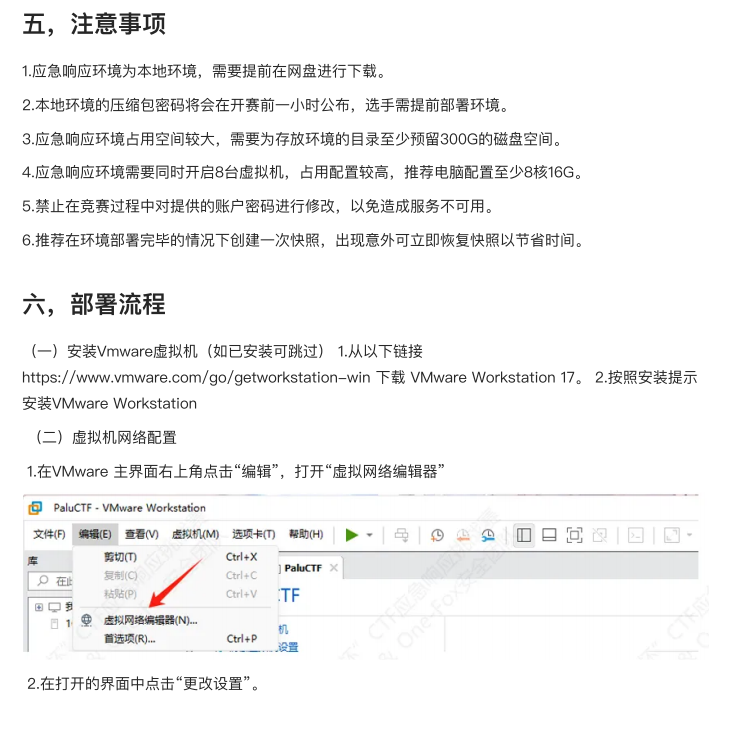 五，注意事项
1.应急响应环境为本地环境，需要提前在网盘进行下载。
2.本地环境的压缩包密码将会在开赛前一小时公布，选手需提前部署环境。
3.应急响应环境占用空间较大，需要为存放环境的目录至少预留300G的磁盘空间。
4.应急响应环境需要同时开启8台虚拟机，占用配置较高，推荐电脑配置至少8核16G。
5.禁止在竞赛过程中对提供的账户密码进行修改，以免造成服务不可用。
6.推荐在环境部署完毕的情况下创建一次快照，出现意外可立即恢复快照以节省时间。
六，部署流程
（一）安装Vmware虚拟机（如已安装可跳过） 1.从以下链接
https://www.vmware.com/go/getworkstation-win 下载 VMware Workstation 17。 2.按照安装提示
安装VMware Workstation
（二）虚拟机网络配置
1.在VMware 主界面右上角点击“编辑”，打开“虚拟网络编辑器”
PaluCTF - VMware Workstation
文件(F) 编辑(E) 查看(V) 虚拟机(M) 选项卡(T) 帮助(H)
库 剪切(T) Ctrl+X PaluCTF
在此 复制(C) Ctrl+C
粘贴(P) Ctrl+V CTF
虚拟网络编辑器(N)... 机
首选项(R)... Ctrl+P 设置
2.在打开的界面中点击“更改设置”。